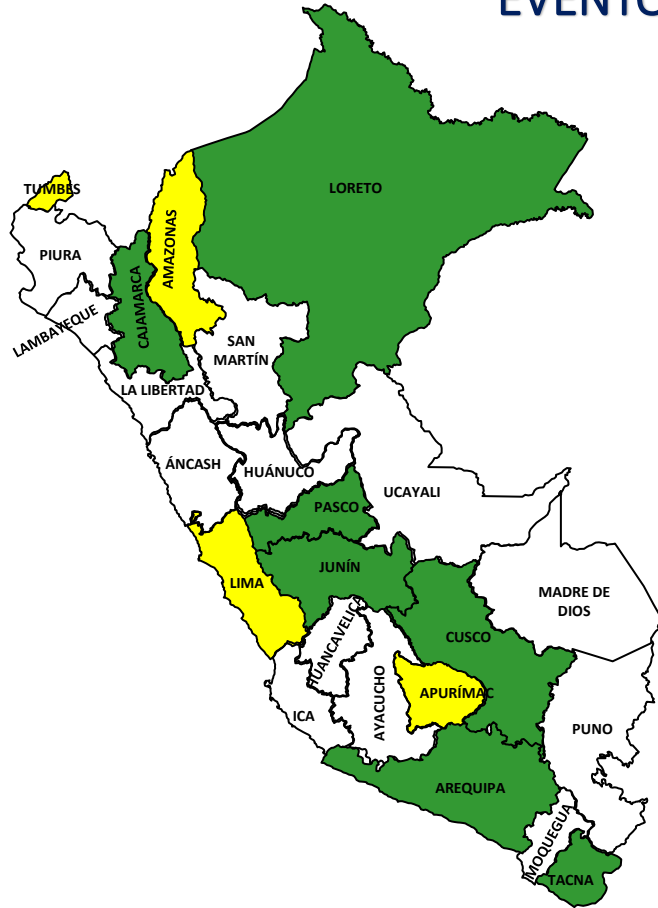 EVENTO
LORETO
TUMBES
AMAZONAS
PIURA
CAJAMARCA
LAMBAYEQUE
SAN
MARTÍN
LA LIBERTAD
ÁNCASH
HUÁNUCO
UCAYALI
PASCO
JUNÍN
LIMA
MADRE DE
DIOS
HUANCAVELICA
CUSCO
AYACUCHO
APURÍMAC
ICA
PUNO
AREQUIPA
MOQUEGUA
TACNA